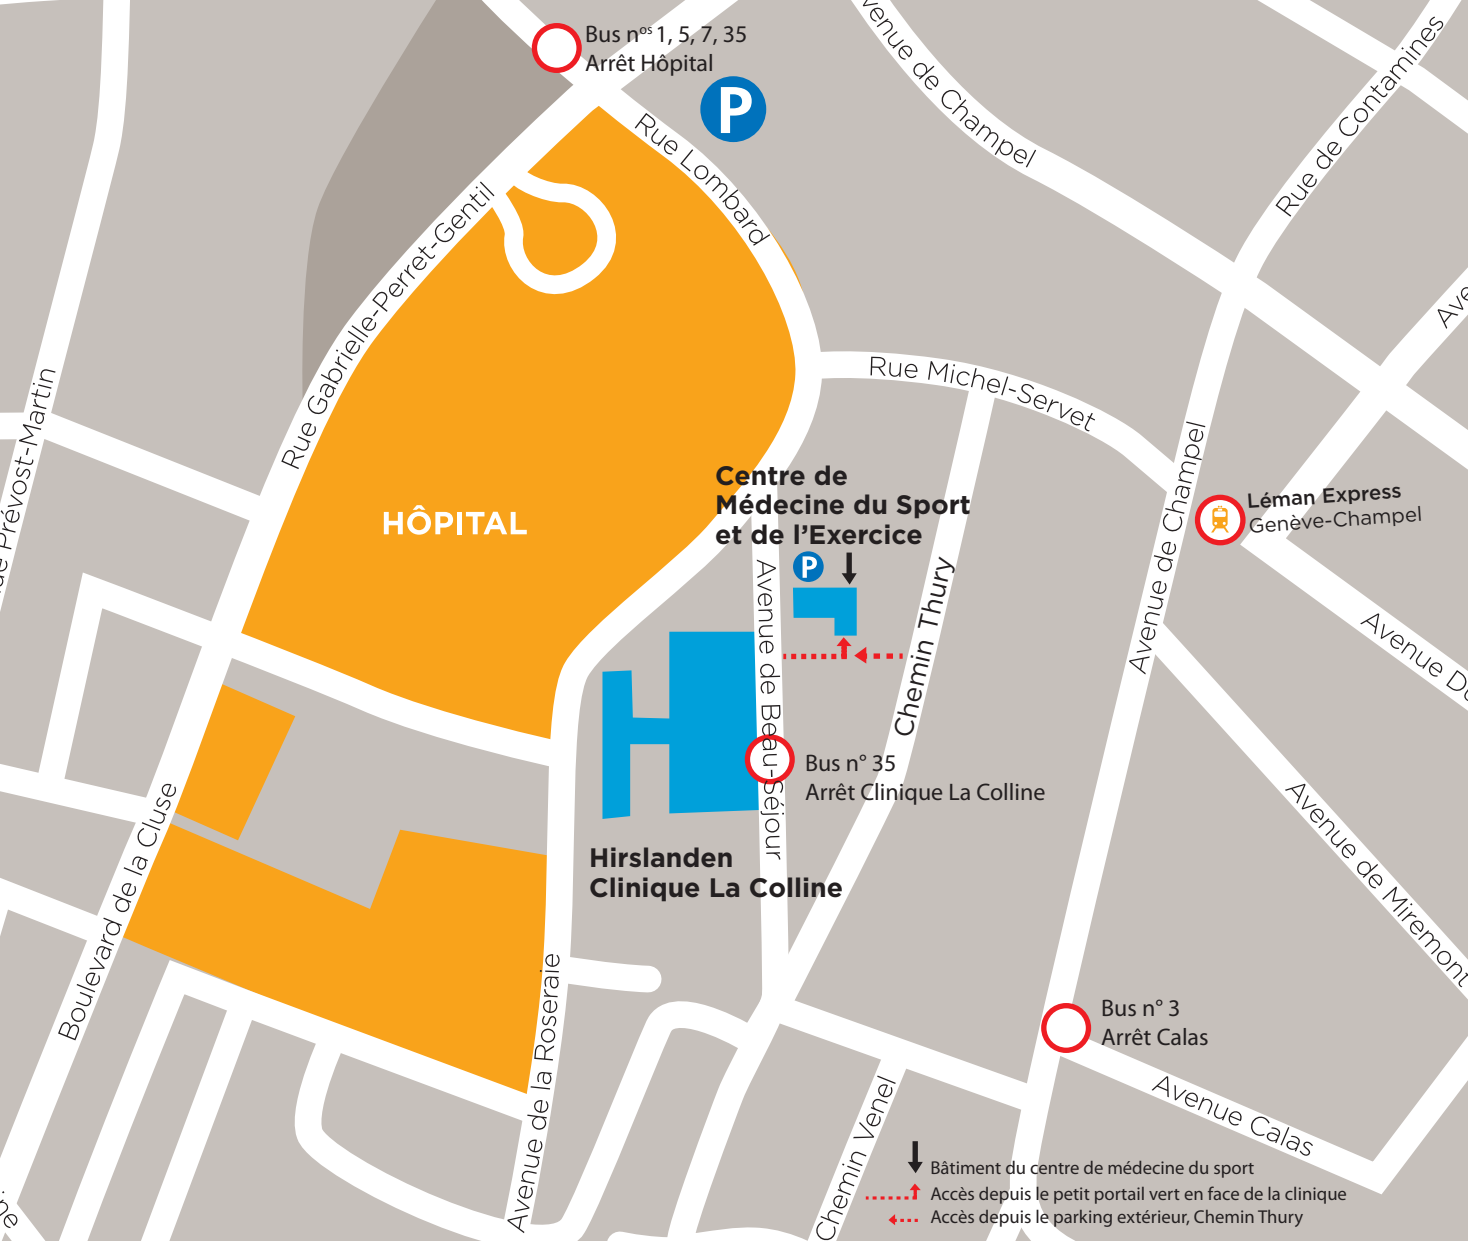 Bus nos 1, 5, 7, 35
Arrêt Hôpital
P
venue de Champel
Rue de Contamines
Rue Lombard
Rue Gabrielle-Perret-Gentil
Ave
Rue Michel-Servet
Prévost-Martin
HÔPITAL
Centre de
Médecine du Sport
et de l'Exercice
P
Léman Express
Genève-Champel
Avenue de Champel
Avenue de Beau-Séjour
Chemin Thury
Avenue Du
Bus n° 35
Arrêt Clinique La Colline
Avenue de Miremont
Boulevard de la Cluse
Hirslanden
Clinique La Colline
Avenue de la Roseraie
Bus n° 3
Arrêt Calas
Avenue Calas
Chemin Venel
Bâtiment du centre de médecine du sport
Accès depuis le petit portail vert en face de la clinique
Accès depuis le parking extérieur, Chemin Thury